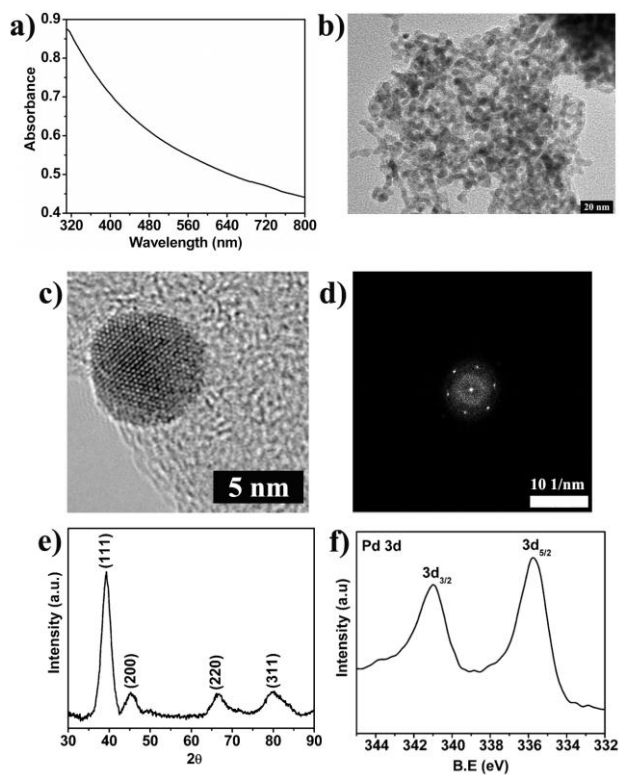 a)
0.9
0.8
0.7
0.6
0.5
0.4
Absorbance
320 400 480 560 640 720 800
Wavelength (nm)
b)
20 nm
c)
5 nm
d)
10 1/nm
e)
(111)
(200)
(220)
(311)
Intensity (a.u.)
30 40 50 60 70 80 90
2θ
f)
Pd 3d
3d3/2
3d5/2
Intensity (a.u)
344 342 340 338 336 334 332
B.E (eV)